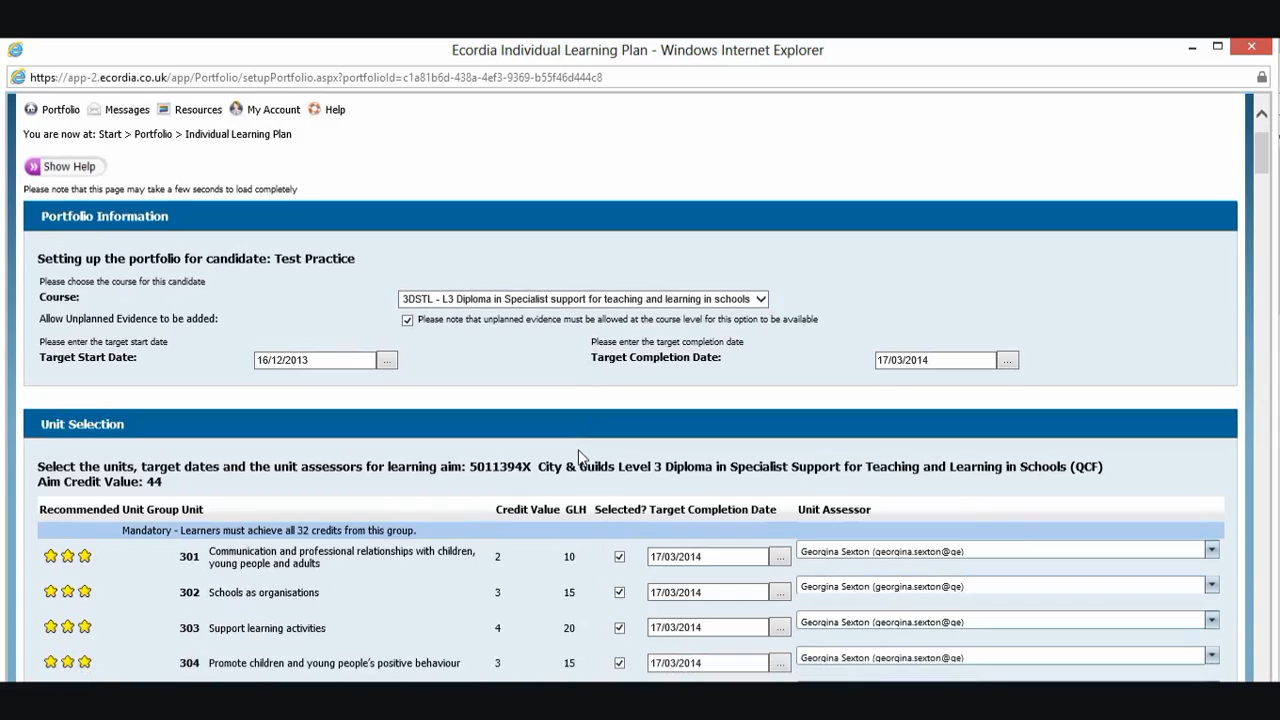 Ecordia Individual Learning Plan - Windows Internet Explorer
https://app-2.ecordia.co.uk/app/Portfolio/setupPortfolio.aspx?portfolioId=c1a81b6d-438a-4ef3-9369-b55f46d444c8
Portfolio Messages Resources My Account Help
You are now at: Start > Portfolio > Individual Learning Plan
» Show Help
Please note that this page may take a few seconds to load completely
Portfolio Information
Setting up the portfolio for candidate: Test Practice
Please choose the course for this candidate
Course: 3DSTL - L3 Diploma in Specialist support for teaching and learning in schools
Allow Unplanned Evidence to be added: Please note that unplanned evidence must be allowed at the course level for this option to be available
Please enter the target start date Please enter the target completion date
Target Start Date: 16/12/2013 ... Target Completion Date: 17/03/2014 ...
Unit Selection
Select the units, target dates and the unit assessors for learning aim: 5011394X City & Guilds Level 3 Diploma in Specialist Support for Teaching and Learning in Schools (QCF)
Aim Credit Value: 44
Recommended Unit Group Unit Credit Value GLH Selected? Target Completion Date Unit Assessor
Mandatory - Learners must achieve all 32 credits from this group.
301 Communication and professional relationships with children, young people and adults 2 10 17/03/2014 ... Georgina Sexton (georgina.sexton@qe)
302 Schools as organisations 3 15 17/03/2014 ... Georgina Sexton (georgina.sexton@qe)
303 Support learning activities 4 20 17/03/2014 ... Georgina Sexton (georgina.sexton@qe)
304 Promote children and young people's positive behaviour 3 15 17/03/2014 ... Georgina Sexton (georgina.sexton@qe)